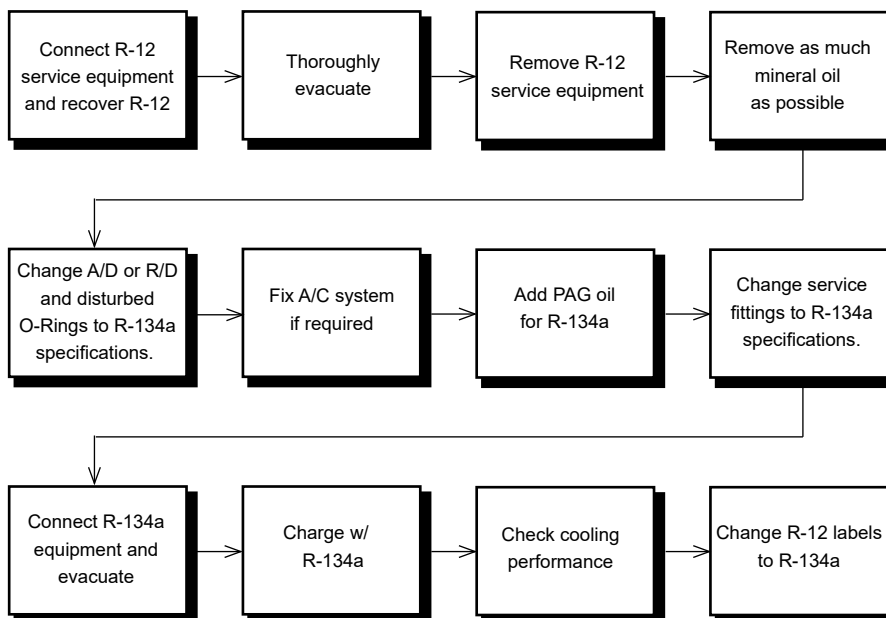 Connect R-12
service equipment
and recover R-12
Thoroughly
evacuate
Remove R-12
service equipment
Remove as much
mineral oil
as possible
Change A/D or R/D
and disturbed
O-Rings to R-134a
specifications.
Fix A/C system
if required
Add PAG oil
for R-134a
Change service
fittings to R-134a
specifications.
Connect R-134a
equipment and
evacuate
Charge w/
R-134a
Check cooling
performance
Change R-12 labels
to R-134a